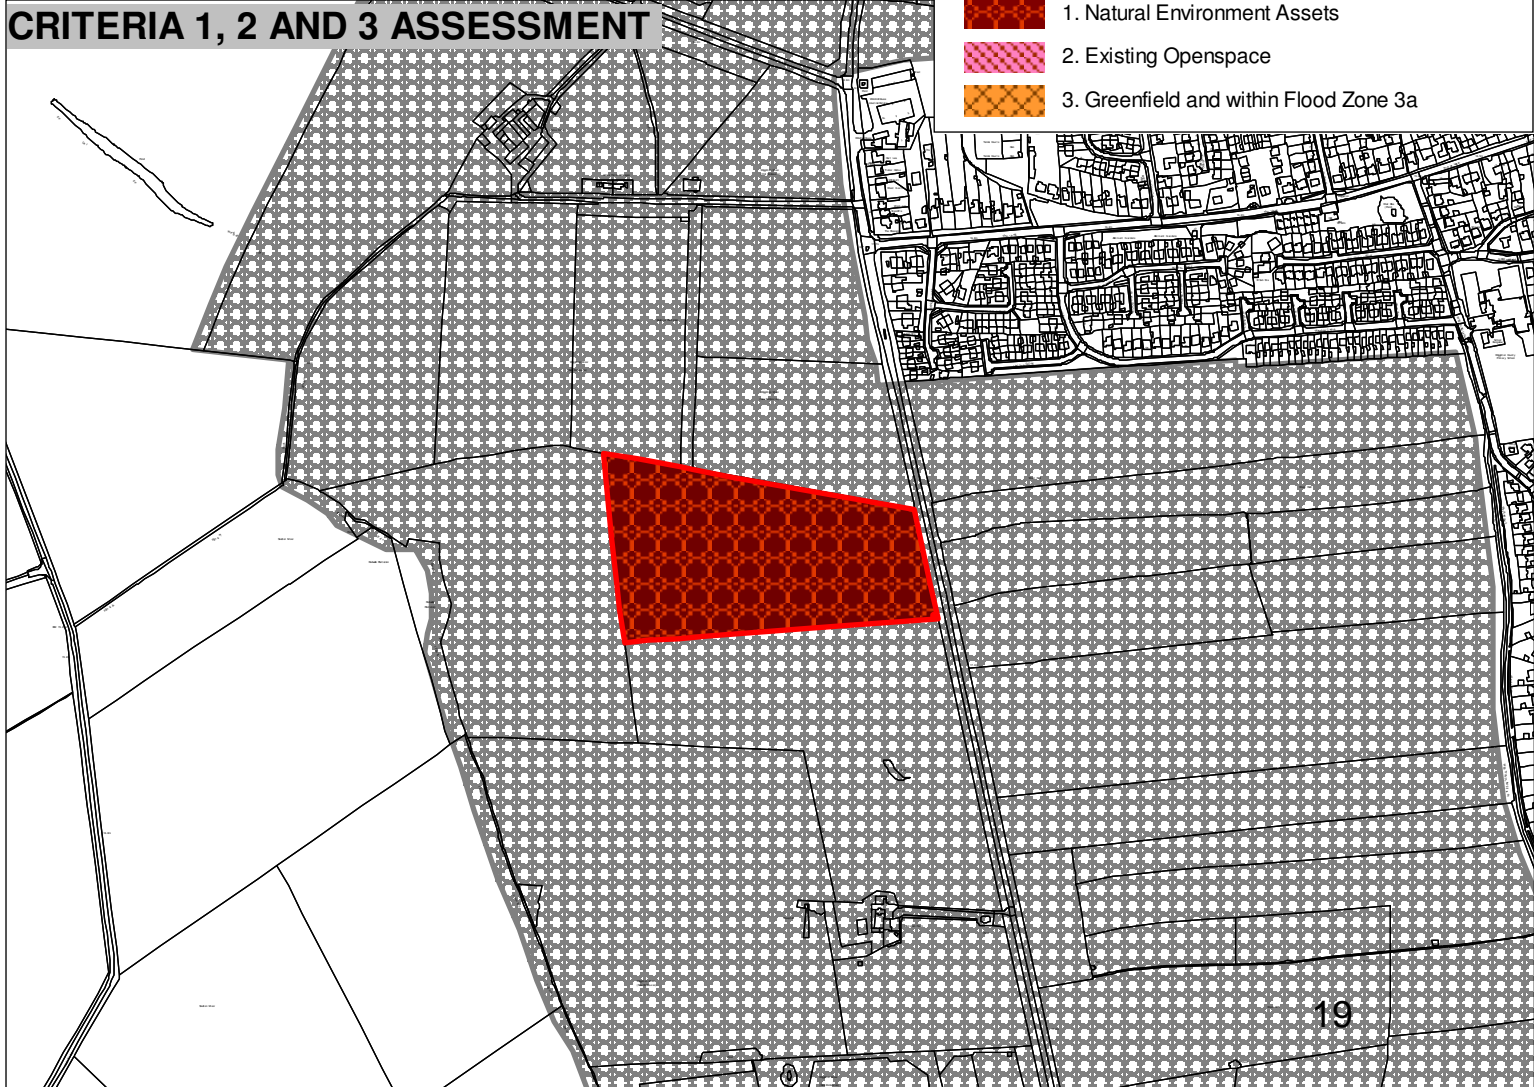 CRITERIA 1, 2 AND 3 ASSESSMENT
1. Natural Environment Assets
2. Existing Openspace
3. Greenfield and within Flood Zone 3a
19